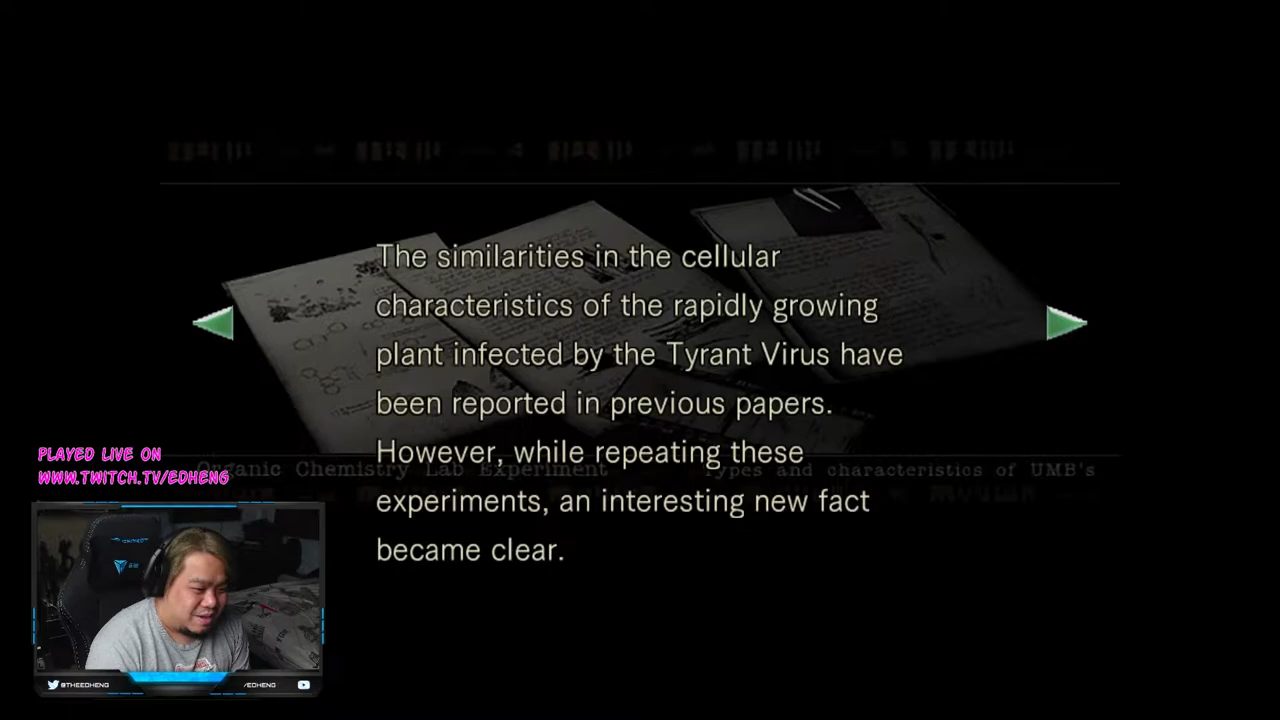 The similarities in the cellular
characteristics of the rapidly growing
plant infected by the Tyrant Virus have
been reported in previous papers.
However, while repeating these
experiments, an interesting new fact
became clear.
Organic Chemistry Lab Experiment
Types and characteristics of UMB's
PLAYED LIVE ON
WWW.TWITCH.TV/EDHENG
@THEEDHENG
/EDHENG